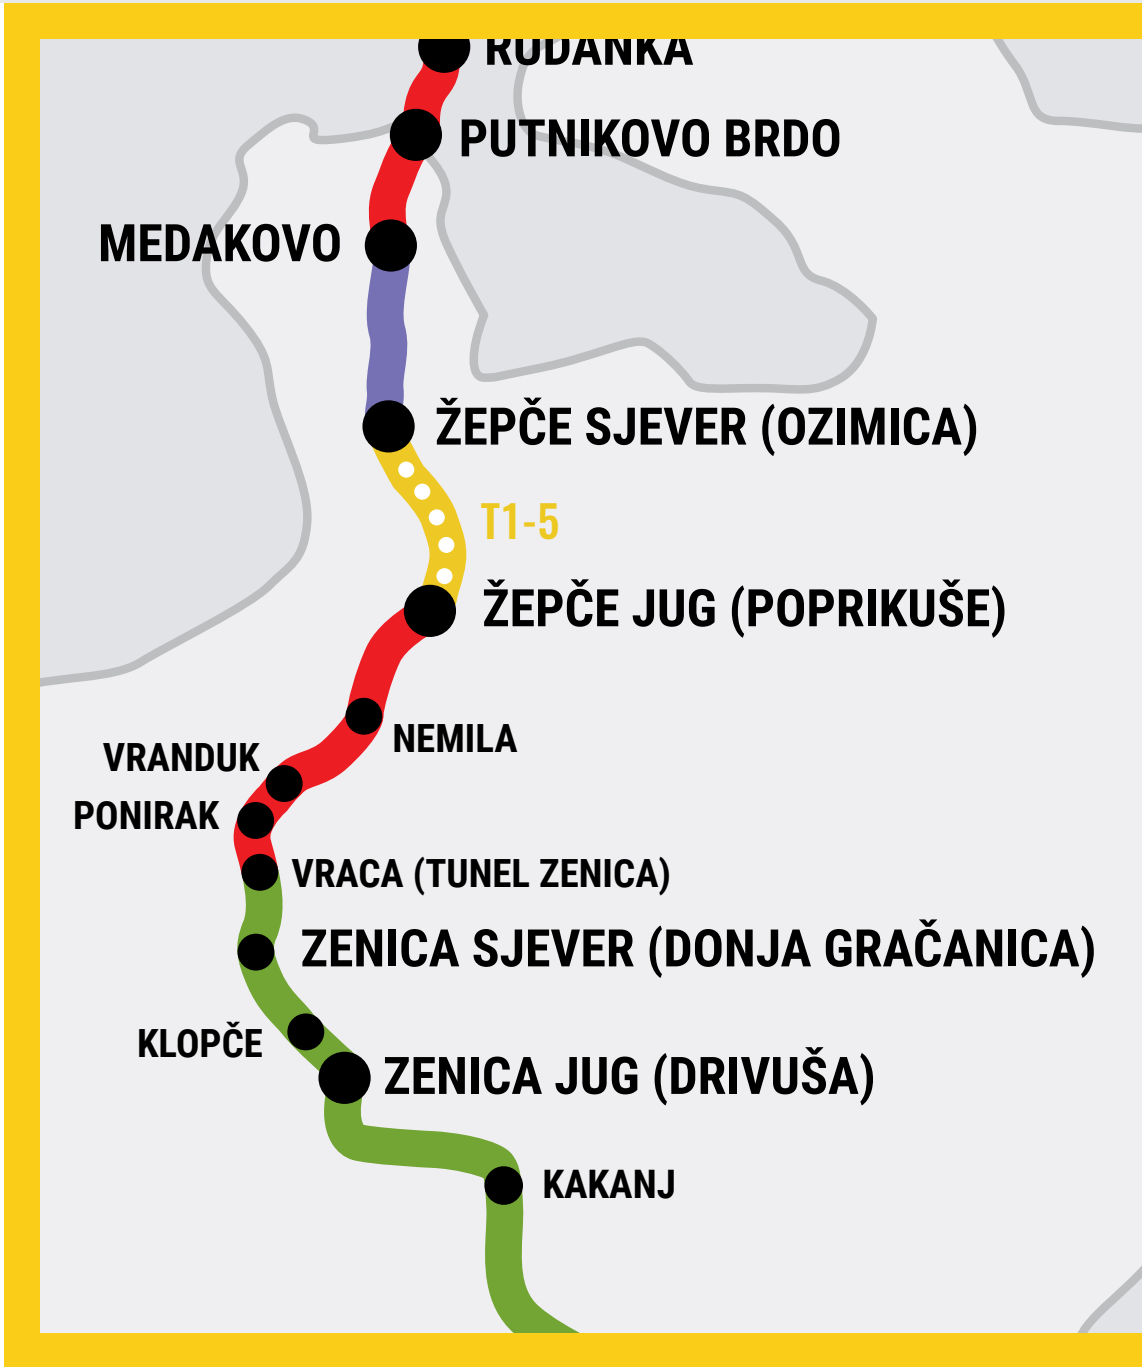 RUDANKA
PUTNIKOVO BRDO
MEDAKOVO
ŽEPČE SJEVER (OZIMICA)
T1-5
ŽEPČE JUG (POPRIKUŠE)
NEMILA
VRANDUK
PONIRAK
VRACA (TUNEL ZENICA)
ZENICA SJEVER (DONJA GRAČANICA)
KLOPČE
ZENICA JUG (DRIVUŠA)
KAKANJ